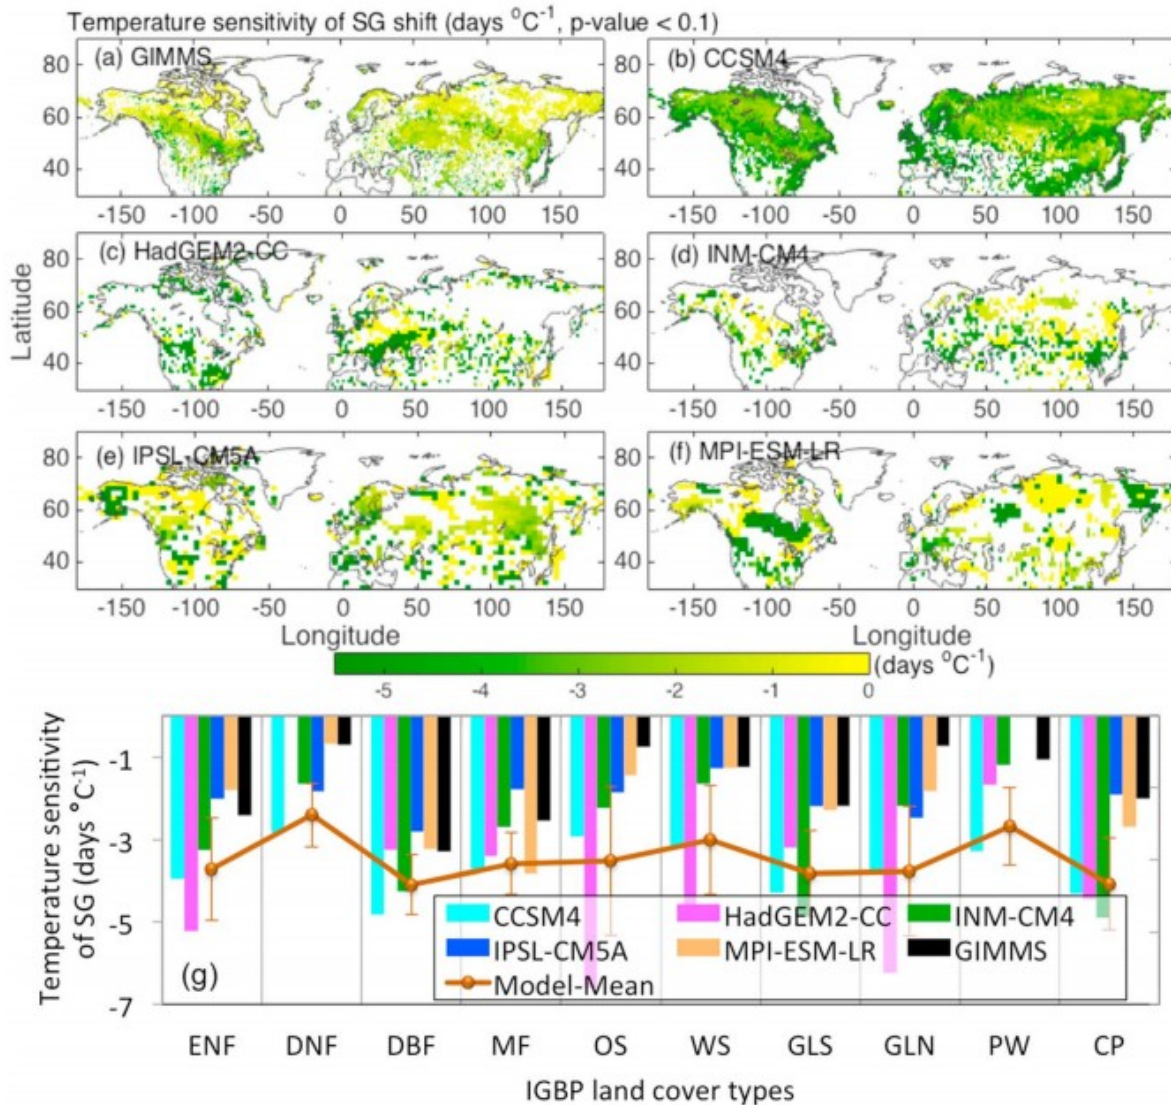 Temperature sensitivity of SG shift (days °C⁻¹, p-value < 0.1)
(a) GIMMS
(b) CCSM4
80
60
40
80
60
40
-150 -100 -50 0 50 100 150
-150 -100 -50 0 50 100 150
(c) HadGEM2-CC
(d) INM-CM4
80
60
40
80
60
40
Latitude
-150 -100 -50 0 50 100 150
-150 -100 -50 0 50 100 150
(e) IPSL-CM5A
(f) MPI-ESM-LR
80
60
40
80
60
40
-150 -100 -50 0 50 100 150
-150 -100 -50 0 50 100 150
Longitude
Longitude
(days °C⁻¹)
-5 -4 -3 -2 -1 0
Temperature sensitivity
of SG (days °C⁻¹)
-1
-3
-5
-7
CCSM4 HadGEM2-CC INM-CM4
IPSL-CM5A MPI-ESM-LR GIMMS
Model-Mean
(g)
ENF DNF DBF MF OS WS GLS GLN PW CP
IGBP land cover types